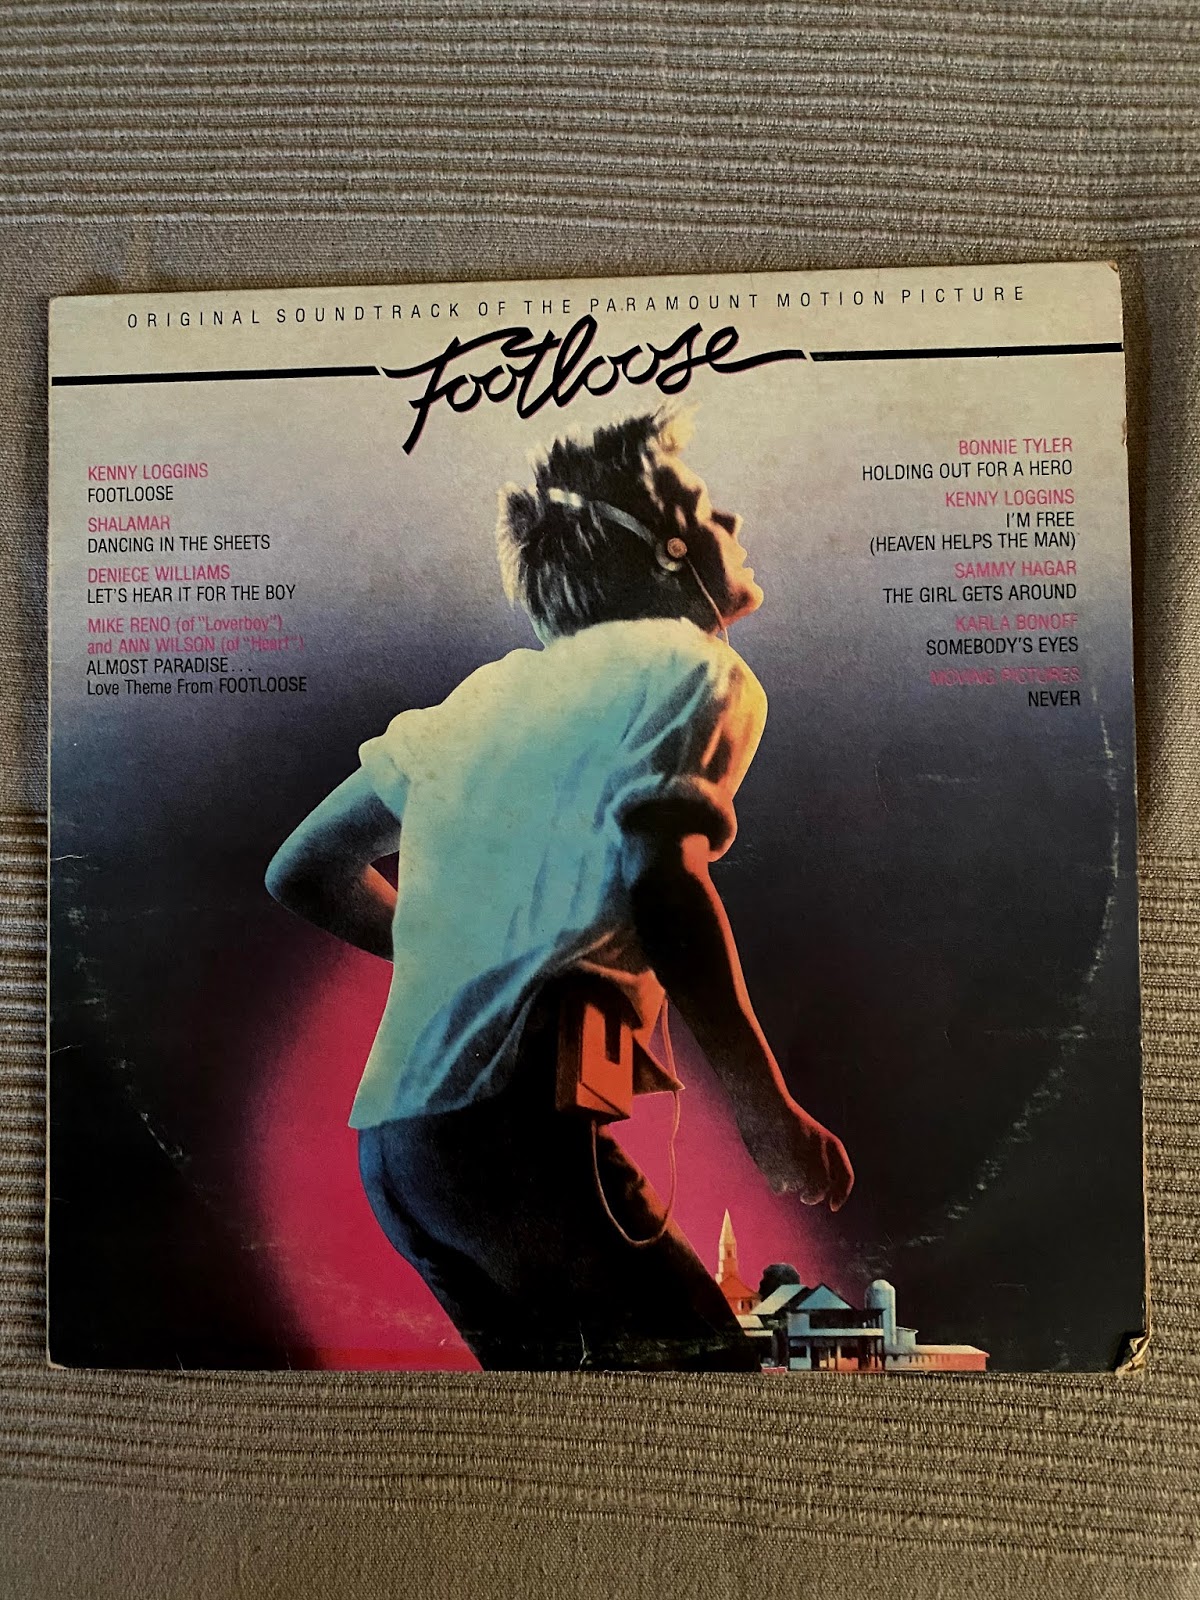 ORIGINAL SOUNDTRACK OF THE PARAMOUNT MOTION PICTURE
Footloose
KENNY LOGGINS
FOOTLOOSE
SHALAMAR
DANCING IN THE SHEETS
DENIECE WILLIAMS
LET'S HEAR IT FOR THE BOY
MIKE RENO (of "Loverboy")
and ANN WILSON (of "Heart")
ALMOST PARADISE...
Love Theme From FOOTLOOSE
BONNIE TYLER
HOLDING OUT FOR A HERO
KENNY LOGGINS
I'M FREE
(HEAVEN HELPS THE MAN)
SAMMY HAGAR
THE GIRL GETS AROUND
KARLA BONOFF
SOMEBODY'S EYES
MOVING PICTURES
NEVER